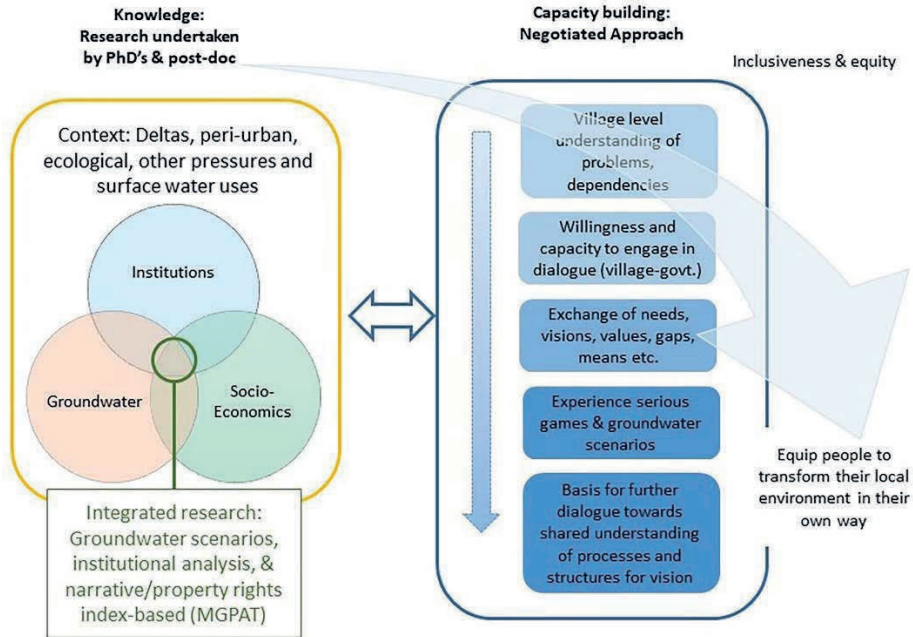 Knowledge:
Research undertaken
by PhD's & post-doc
Context: Deltas, peri-urban,
ecological, other pressures and
surface water uses
Institutions
Groundwater
Socio-
Economics
Integrated research:
Groundwater scenarios,
institutional analysis, &
narrative/property rights
index-based (MGPAT)
Capacity building:
Negotiated Approach
Inclusiveness & equity
Village level
understanding of
problems,
dependencies
Willingness and
capacity to engage in
dialogue (village-govt.)
Exchange of needs,
visions, values, gaps,
means etc.
Experience serious
games & groundwater
scenarios
Basis for further
dialogue towards
shared understanding
of processes and
structures for vision
Equip people to
transform their local
environment in their
own way